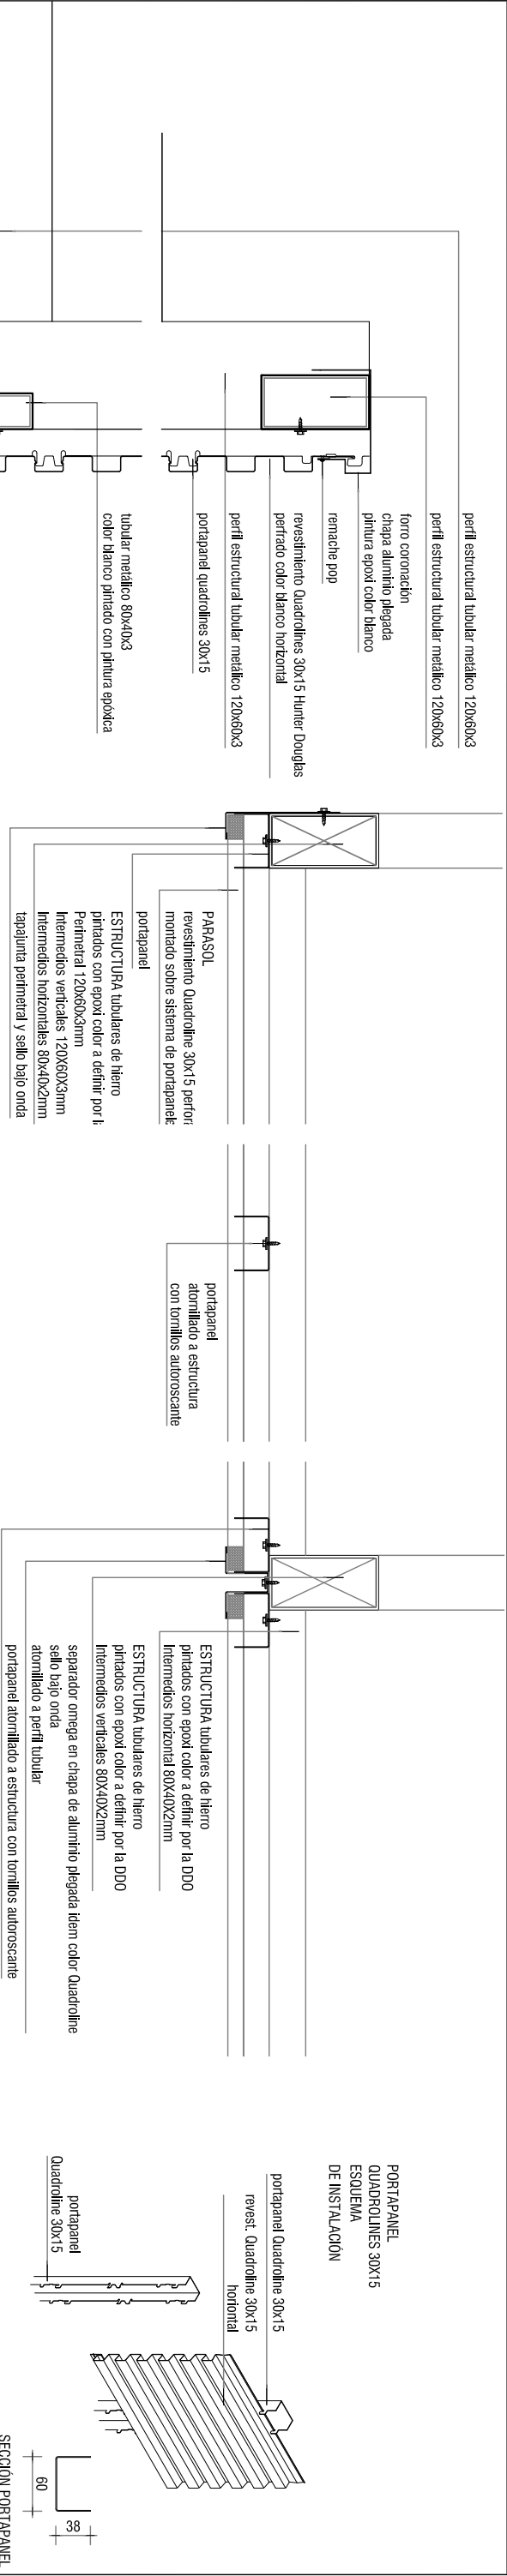 perfil estructural tubular metálico 120x60x3
perfil estructural tubular metálico 120x60x3
forro coronación
chapa aluminio plegada
pintura epoxi color blanco
remache pop
revestimiento Quadrolines 30x15 Hunter Douglas
perfrado color blanco horizontal
perfil estructural tubular metálico 120x60x3
portapanel quadrolines 30x15
tubular metálico 80x40x3
color blanco pintado con pintura epóxica
PARASOL
revestimiento Quadroline 30x15 perfora
montado sobre sistema de portapanele
portapanel
ESTRUCTURA tubulares de hierro
pintados con epoxi color a definir por la
Perimetral 120x60x3mm
Intermedios verticales 120X60X3mm
Intermedios horizontales 80x40x2mm
tapajunta perimetral y sello bajo onda
portapanel
atornillado a estructura
con tornillos autoroscante
ESTRUCTURA tubulares de hierro
pintados con epoxi color a definir por la DDO
Intermedios horizontal 80X40X2mm
ESTRUCTURA tubulares de hierro
pintados con epoxi color a definir por la DDO
Intermedios verticales 80X40X2mm
separador omega en chapa de aluminio plegada idem color Quadroline
sello bajo onda
atornillado a perfil tubular
portapanel atornillado a estructura con tornillos autoroscante
PORTAPANEL
QUADROLINES 30X15
ESQUEMA
DE INSTALACIÓN
portapanel Quadroline 30x15
revest. Quadroline 30x15
horiontal
portapanel
Quadroline 30x15
60
38
SECCIÓN PORTAPANEL